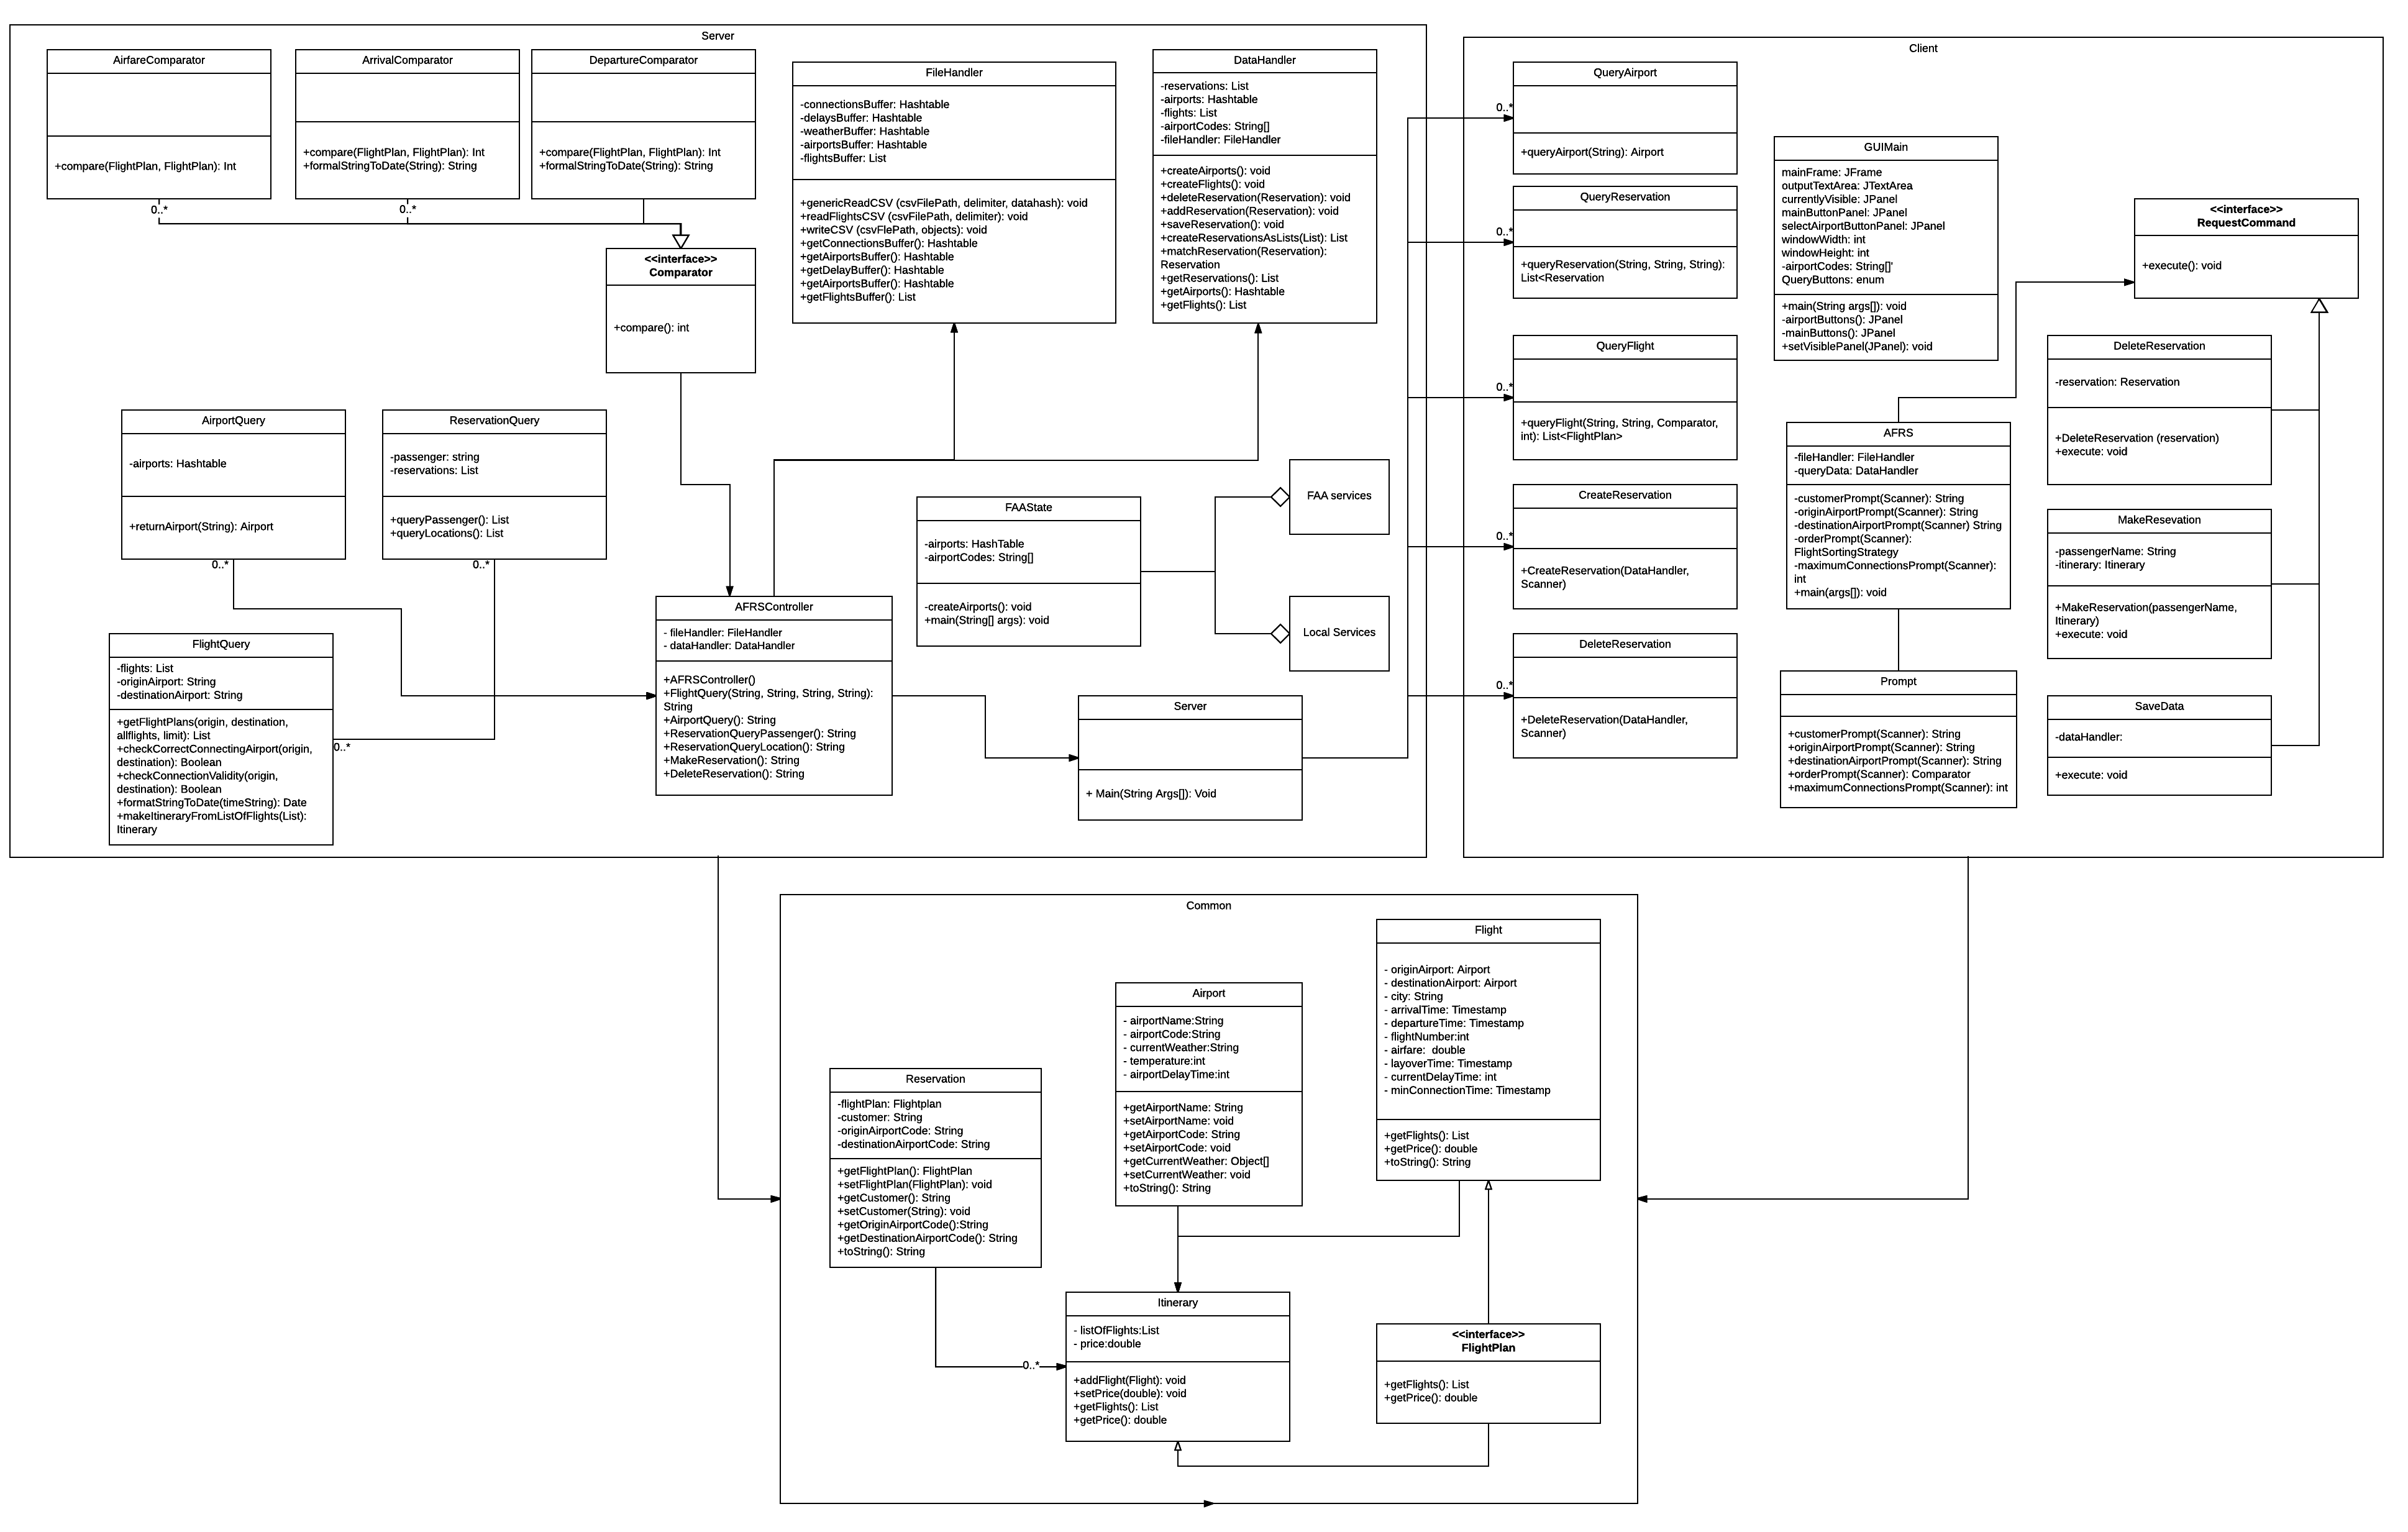 Server
AirfareComparator
+compare(FlightPlan, FlightPlan): Int
0..*
ArrivalComparator
+compare(FlightPlan, FlightPlan): Int
+formalStringToDate(String): String
0..*
DepartureComparator
+compare(FlightPlan, FlightPlan): Int
+formalStringToDate(String): String
<<interface>>
Comparator
+compare(): int
FileHandler
-connectionsBuffer: Hashtable
-delaysBuffer: Hashtable
-weatherBuffer: Hashtable
-airportsBuffer: Hashtable
-flightsBuffer: List
+genericReadCSV (csvFilePath, delimiter, datahash): void
+readFlightsCSV (csvFilePath, delimiter): void
+writeCSV (csvFlePath, objects): void
+getConnectionsBuffer(): Hashtable
+getAirportsBuffer(): Hashtable
+getDelayBuffer(): Hashtable
+getAirportsBuffer(): Hashtable
+getFlightsBuffer(): List
DataHandler
-reservations: List
-airports: Hashtable
-flights: List
-airportCodes: String[]
-fileHandler: FileHandler
+createAirports(): void
+createFlights(): void
+deleteReservation(Reservation): void
+addReservation(Reservation): void
+saveReservation(): void
+createReservationsAsLists(List): List
+matchReservation(Reservation):
Reservation
+getReservations(): List
+getAirports(): Hashtable
+getFlights(): List
AirportQuery
-airports: Hashtable
+returnAirport(String): Airport
0..*
ReservationQuery
-passenger: string
-reservations: List
+queryPassenger(): List
+queryLocations(): List
0..*
FlightQuery
-flights: List
-originAirport: String
-destinationAirport: String
+getFlightPlans(origin, destination,
allflights, limit): List
+checkCorrectConnectingAirport(origin,
destination): Boolean
+checkConnectionValidity(origin,
destination): Boolean
+formatStringToDate(timeString): Date
+makeItineraryFromListOfFlights(List):
Itinerary
0..*
AFRSController
- fileHandler: FileHandler
- dataHandler: DataHandler
+AFRSController()
+FlightQuery(String, String, String, String):
String
+AirportQuery(): String
+ReservationQueryPassenger(): String
+ReservationQueryLocation(): String
+MakeReservation(): String
+DeleteReservation(): String
FAAState
-airports: HashTable
-airportCodes: String[]
-createAirports(): void
+main(String[] args): void
FAA services
Local Services
Server
+ Main(String Args[]): Void
Client
QueryAirport
+queryAirport(String): Airport
0..*
QueryReservation
+queryReservation(String, String, String):
List<Reservation
0..*
QueryFlight
+queryFlight(String, String, Comparator,
int): List<FlightPlan>
0..*
CreateReservation
+CreateReservation(DataHandler,
Scanner)
0..*
DeleteReservation
+DeleteReservation(DataHandler,
Scanner)
0..*
GUIMain
mainFrame: JFrame
outputTextArea: JTextArea
currentlyVisible: JPanel
mainButtonPanel: JPanel
selectAirportButtonPanel: JPanel
windowWidth: int
windowHeight: int
-airportCodes: String[]'
QueryButtons: enum
+main(String args[]): void
-airportButtons(): JPanel
-mainButtons(): JPanel
+setVisiblePanel(JPanel): void
AFRS
-fileHandler: FileHandler
-queryData: DataHandler
-customerPrompt(Scanner): String
-originAirportPrompt(Scanner): String
-destinationAirportPrompt(Scanner) String
-orderPrompt(Scanner):
FlightSortingStrategy
-maximumConnectionsPrompt(Scanner):
int
+main(args[]): void
Prompt
+customerPrompt(Scanner): String
+originAirportPrompt(Scanner): String
+destinationAirportPrompt(Scanner): String
+orderPrompt(Scanner): Comparator
+maximumConnectionsPrompt(Scanner): int
<<interface>>
RequestCommand
+execute(): void
DeleteReservation
-reservation: Reservation
+DeleteReservation (reservation)
+execute: void
MakeResevation
-passengerName: String
-itinerary: Itinerary
+MakeReservation(passengerName,
Itinerary)
+execute: void
SaveData
-dataHandler:
+execute: void
Common
Reservation
-flightPlan: Flightplan
-customer: String
-originAirportCode: String
-destinationAirportCode: String
+getFlightPlan(): FlightPlan
+setFlightPlan(FlightPlan): void
+getCustomer(): String
+setCustomer(String): void
+getOriginAirportCode():String
+getDestinationAirportCode(): String
+toString(): String
0..*
Airport
- airportName:String
- airportCode:String
- currentWeather:String
- temperature:int
- airportDelayTime:int
+getAirportName: String
+setAirportName: void
+getAirportCode: String
+setAirportCode: void
+getCurrentWeather: Object[]
+setCurrentWeather: void
+toString(): String
Flight
- originAirport: Airport
- destinationAirport: Airport
- city: String
- arrivalTime: Timestamp
- departureTime: Timestamp
- flightNumber:int
- airfare:  double
- layoverTime: Timestamp
- currentDelayTime: int
- minConnectionTime: Timestamp
+getFlights(): List
+getPrice(): double
+toString(): String
Itinerary
- listOfFlights:List
- price:double
+addFlight(Flight): void
+setPrice(double): void
+getFlights(): List
+getPrice(): double
<<interface>>
FlightPlan
+getFlights(): List
+getPrice(): double